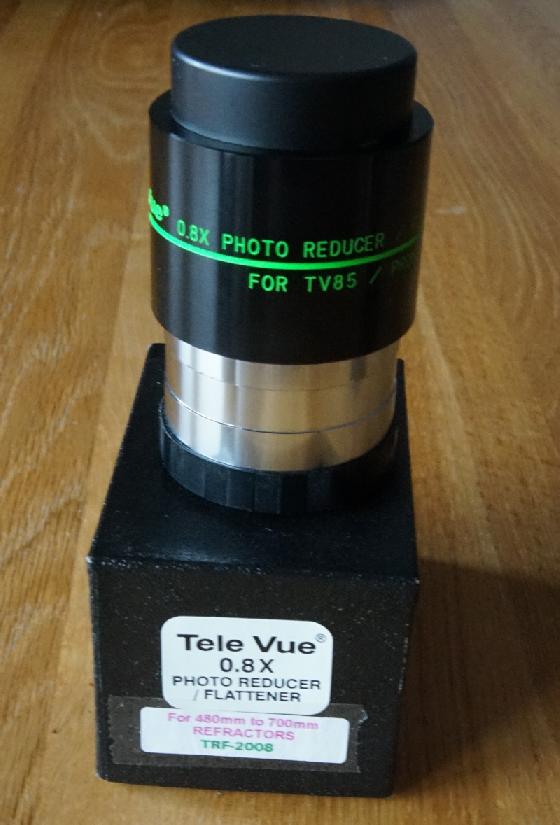 0.8X PHOTO REDUCER /
FOR TV85 /
Tele Vue®
0.8X
PHOTO REDUCER
/ FLATTENER
For 480mm to 700mm
REFRACTORS
TRF-2008